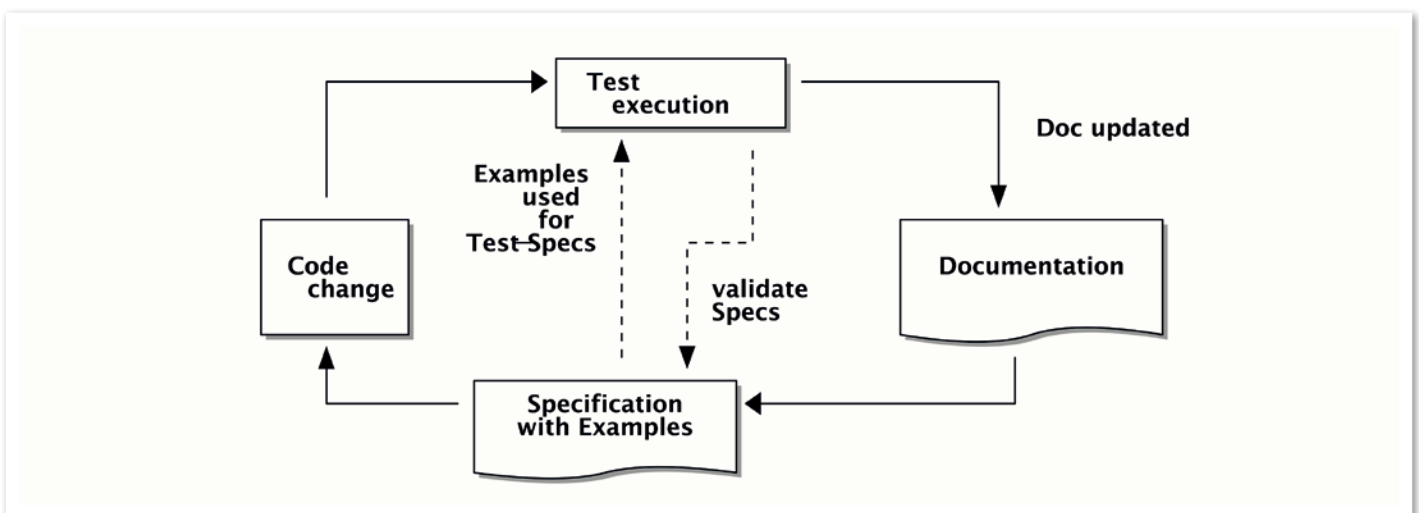 Test
execution
Doc updated
Examples
used
for
Test-Specs
Code
change
Documentation
validate
Specs
Specification
with Examples